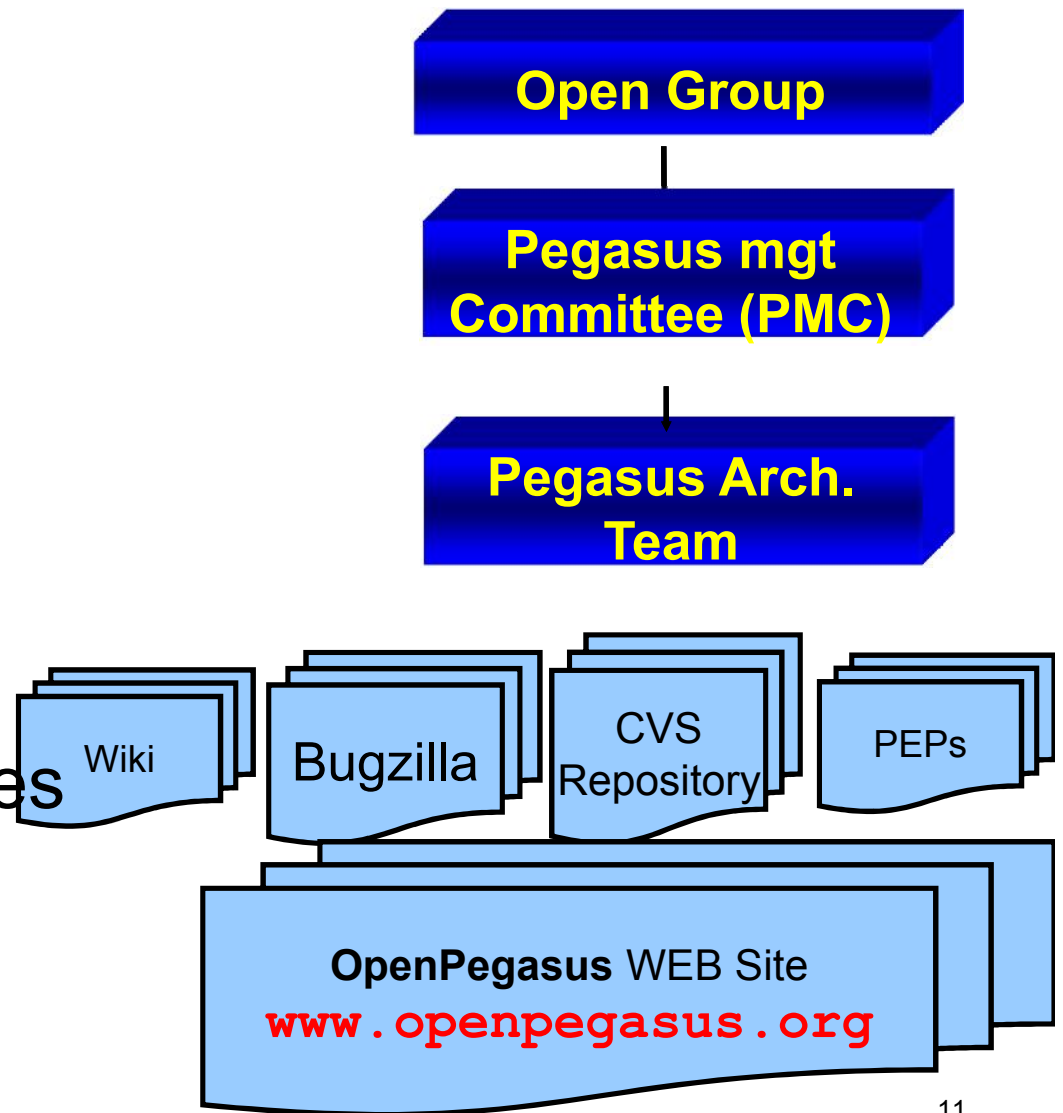 Open Group
Pegasus mgt
Committee (PMC)
Pegasus Arch.
Team
es
Wiki
Bugzilla
CVS
Repository
PEPs
OpenPegasus WEB Site
www.openpegasus.org
11